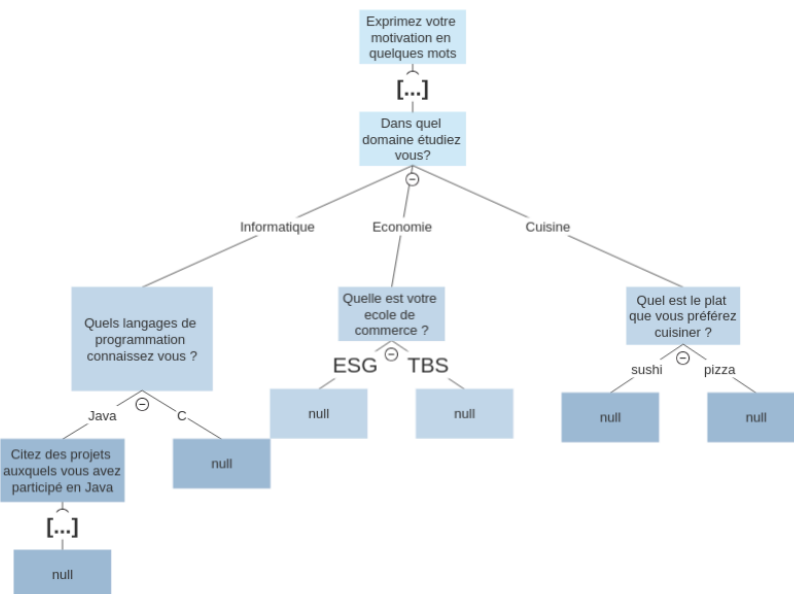 Exprimez votre
motivation en
quelques mots
[...]
Dans quel
domaine étudiez
vous?
Informatique
Economie
Cuisine
Quels langages de
programmation
connaissez vous ?
Quelle est votre
ecole de
commerce ?
Quel est le plat
que vous préférez
cuisiner ?
ESG
TBS
sushi
pizza
Java
C
null
null
null
null
Citez des projets
auxquels vous avez
participé en Java
null
[...]
null